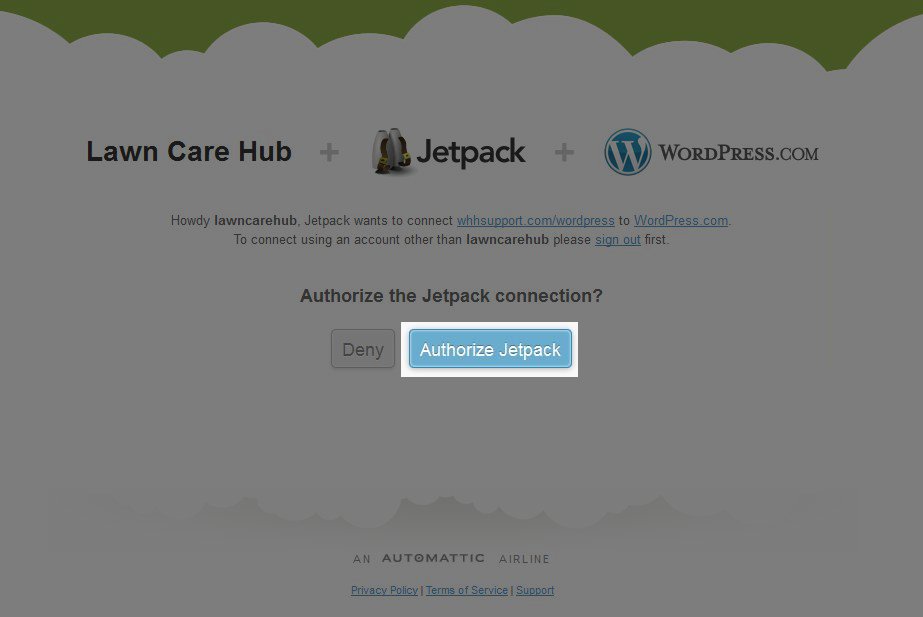 Lawn Care Hub + Jetpack + WORDPRESS.COM
Howdy lawncarehub, Jetpack wants to connect whhsupport.com/wordpress to WordPress.com.
To connect using an account other than lawncarehub please sign out first.
Authorize the Jetpack connection?
Deny Authorize Jetpack
AN AUTOMATTIC AIRLINE
Privacy Policy | Terms of Service | Support